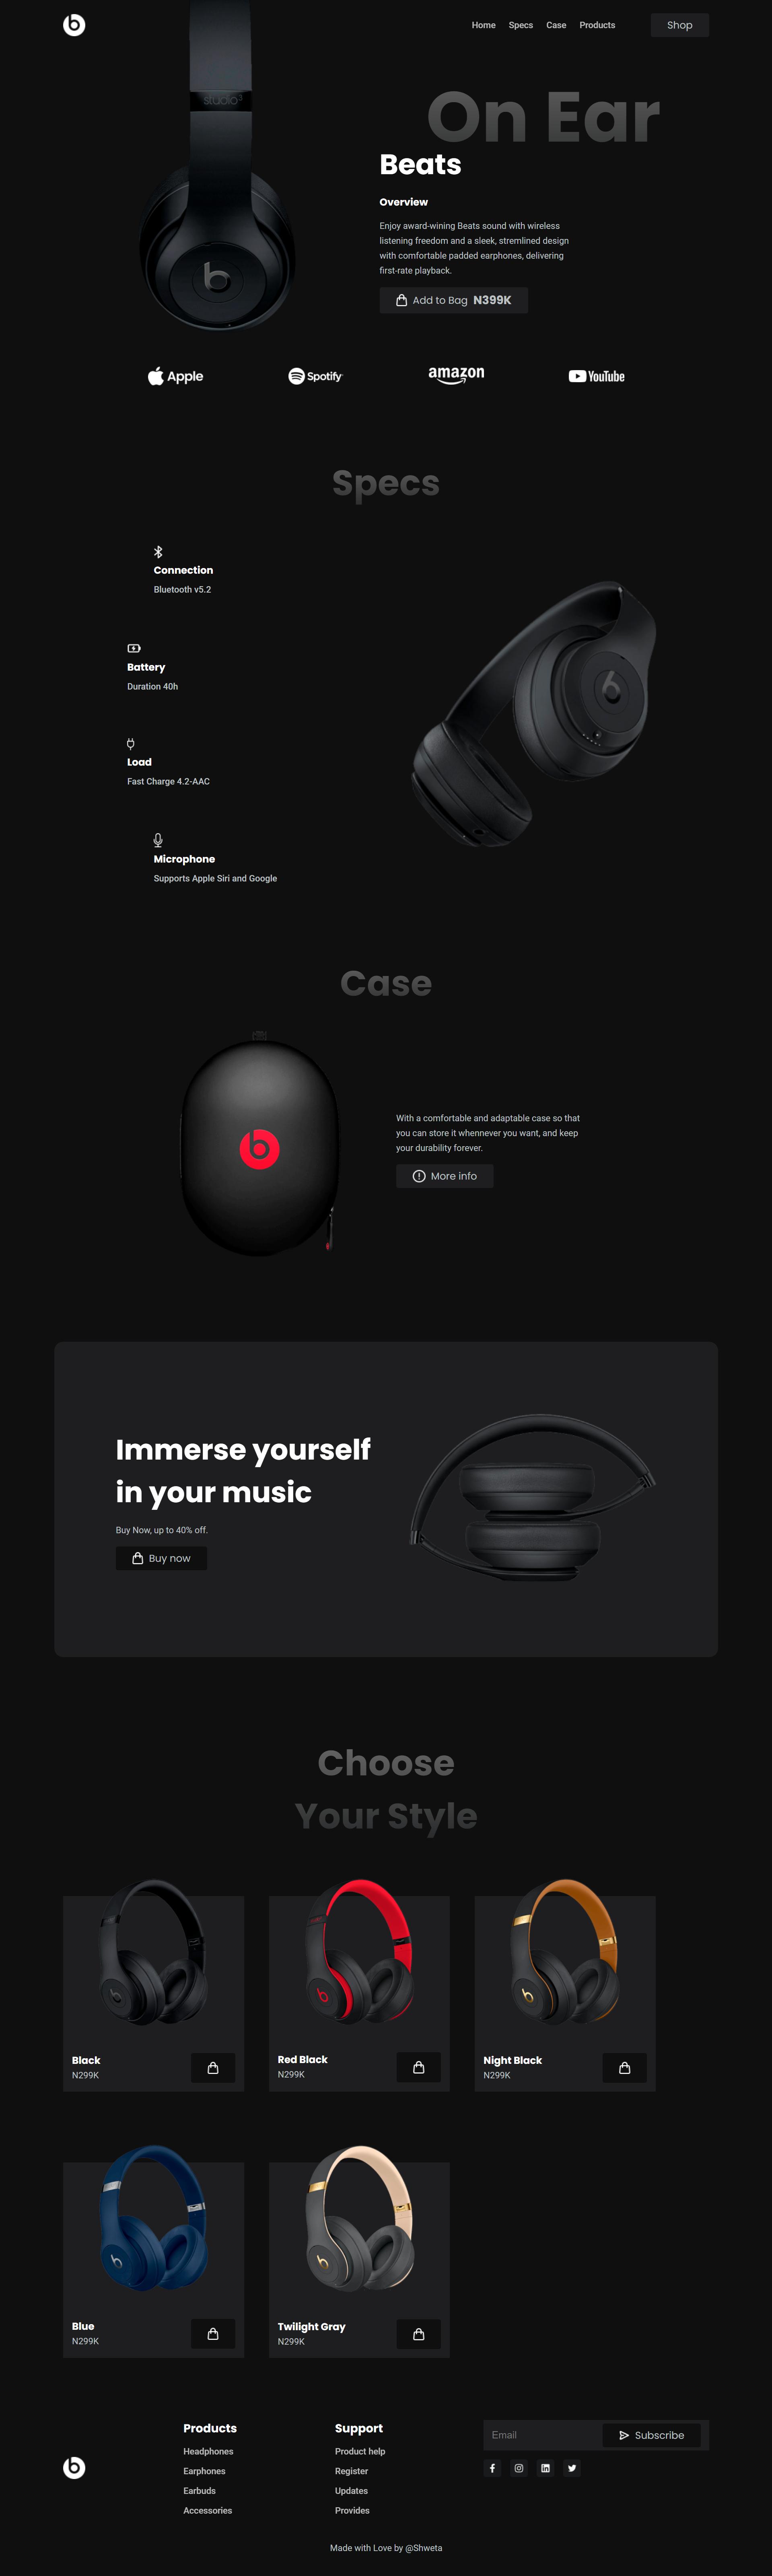 Home Specs Case Products Shop
studio3
On Ear
Beats
Overview
Enjoy award-wining Beats sound with wireless
listening freedom and a sleek, stremlined design
with comfortable padded earphones, delivering
first-rate playback.
Add to Bag N399K
Apple
Spotify
amazon
YouTube
Specs
Connection
Bluetooth v5.2
Battery
Duration 40h
Load
Fast Charge 4.2-AAC
Microphone
Supports Apple Siri and Google
Case
With a comfortable and adaptable case so that
you can store it whennever you want, and keep
your durability forever.
More info
Immerse yourself
in your music
Buy Now, up to 40% off.
Buy now
Choose
Your Style
Black
N299K
Red Black
N299K
Night Black
N299K
Blue
N299K
Twilight Gray
N299K
Products
Headphones
Earphones
Earbuds
Accessories
Support
Product help
Register
Updates
Provides
Email
Subscribe
Made with Love by @Shweta